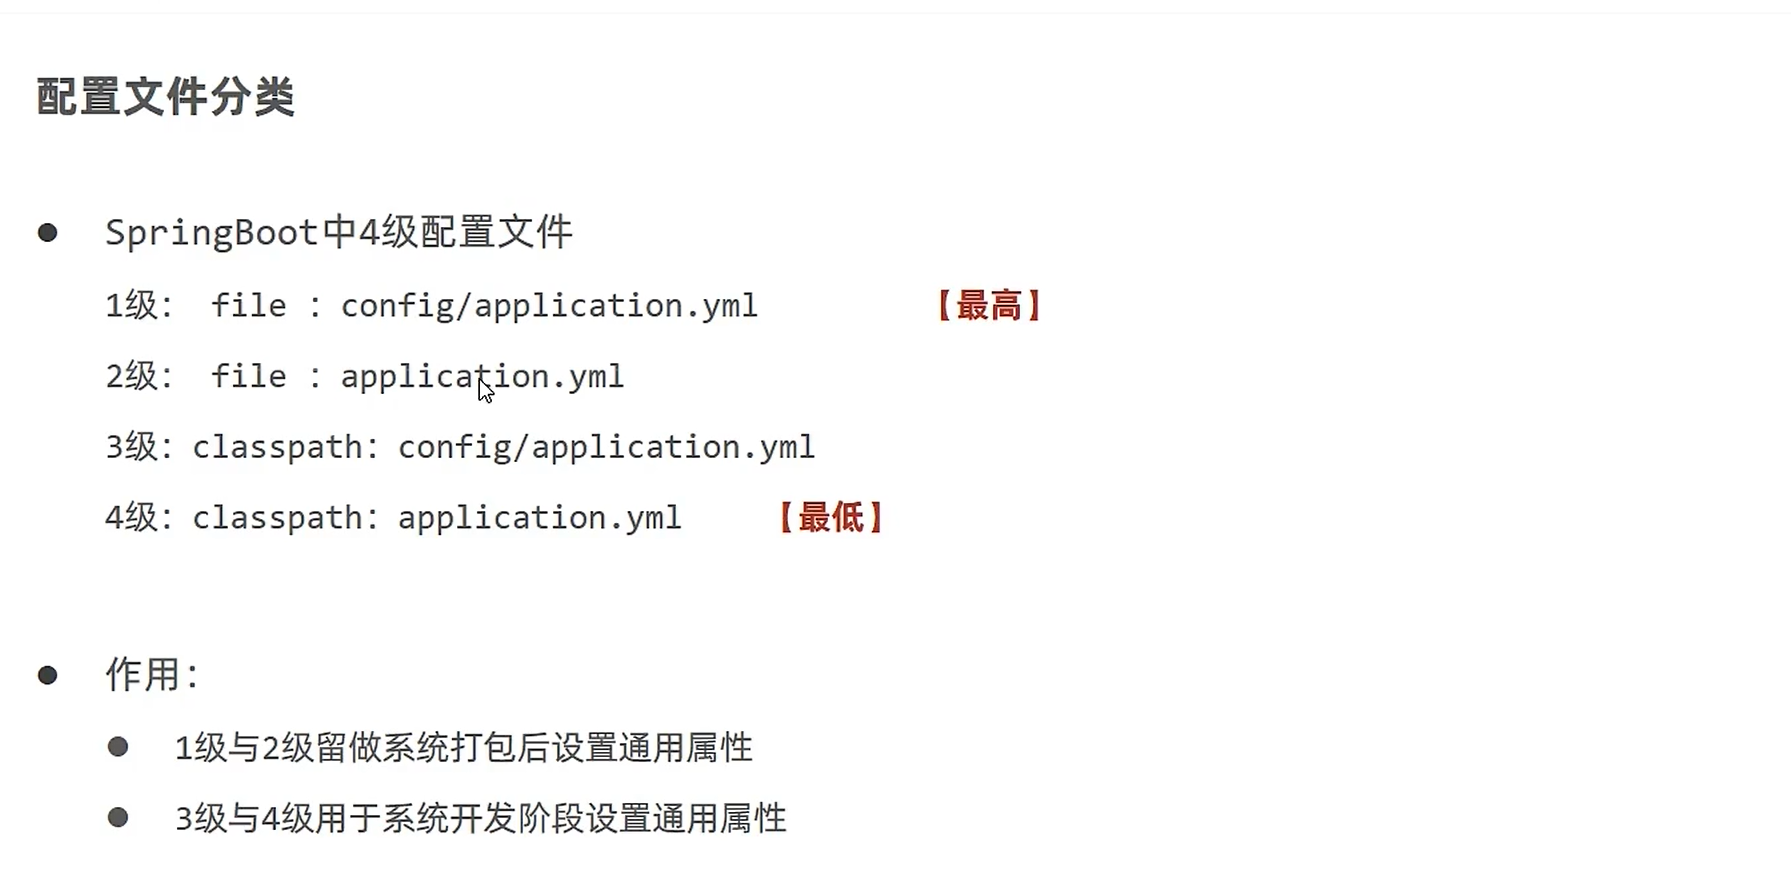 配置文件分类
● SpringBoot中4级配置文件
1级： file ：config/application.yml 【最高】
2级： file ：application.yml
3级：classpath：config/application.yml
4级：classpath：application.yml 【最低】
● 作用：
● 1级与2级留做系统打包后设置通用属性
● 3级与4级用于系统开发阶段设置通用属性